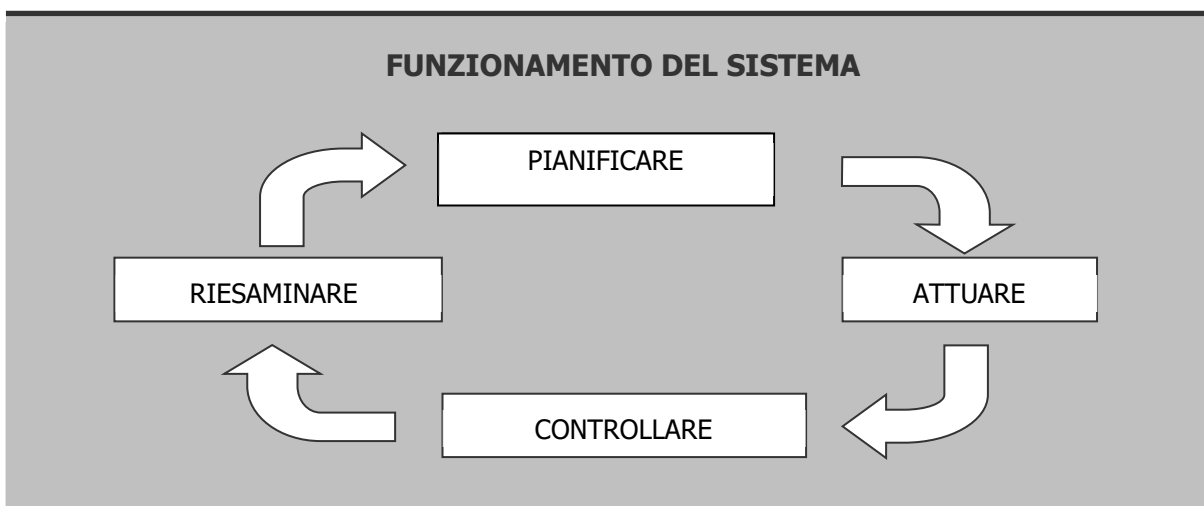 FUNZIONAMENTO DEL SISTEMA
PIANIFICARE
RIESAMINARE
ATTUARE
CONTROLLARE